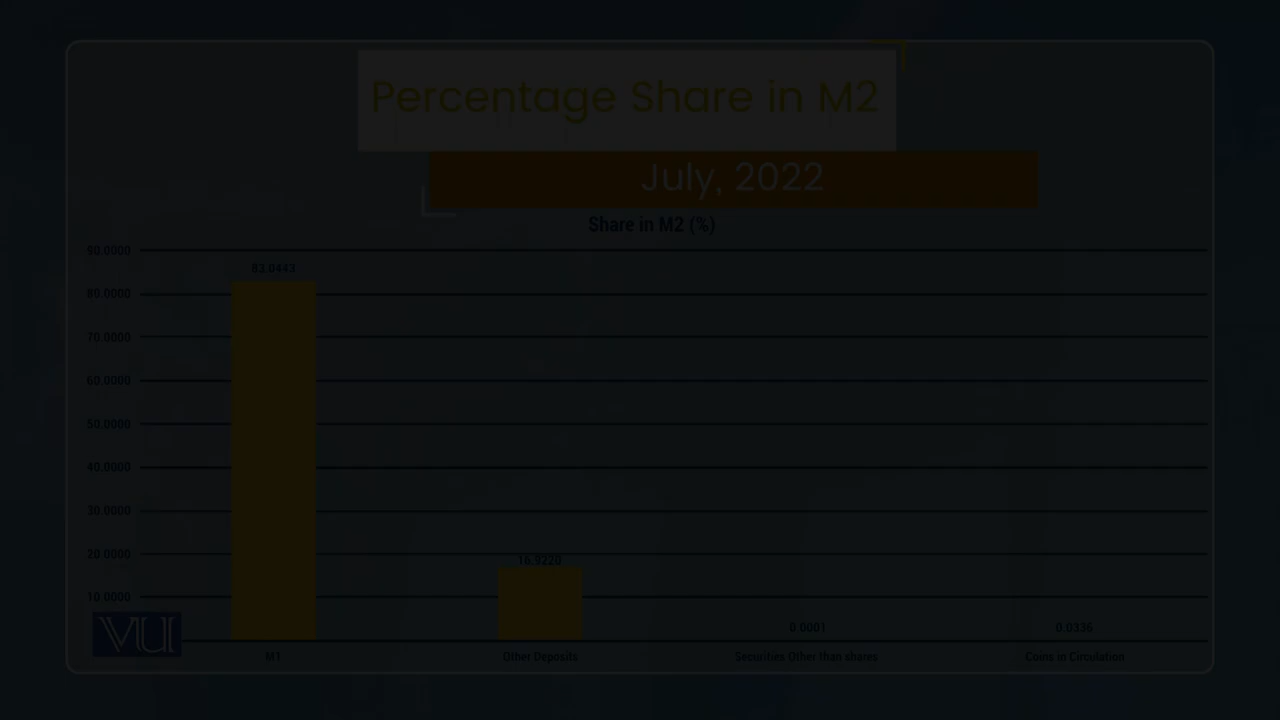 Percentage Share in M2
July, 2022
Share in M2 (%)
90.0000
83.0443
80.0000
70.0000
60.0000
50.0000
40.0000
30.0000
20.0000
16.9220
10.0000
0.0001
0.0336
VU
M1
Other Deposits
Securities Other than shares
Coins in Circulation